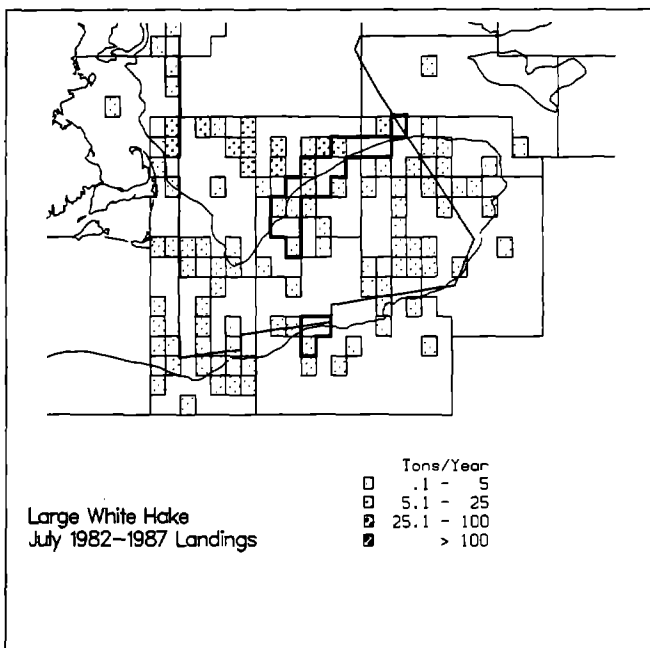 Tons/Year
.1 - 5
5.1 - 25
25.1 - 100
> 100
Large White Hake
July 1982-1987 Landings